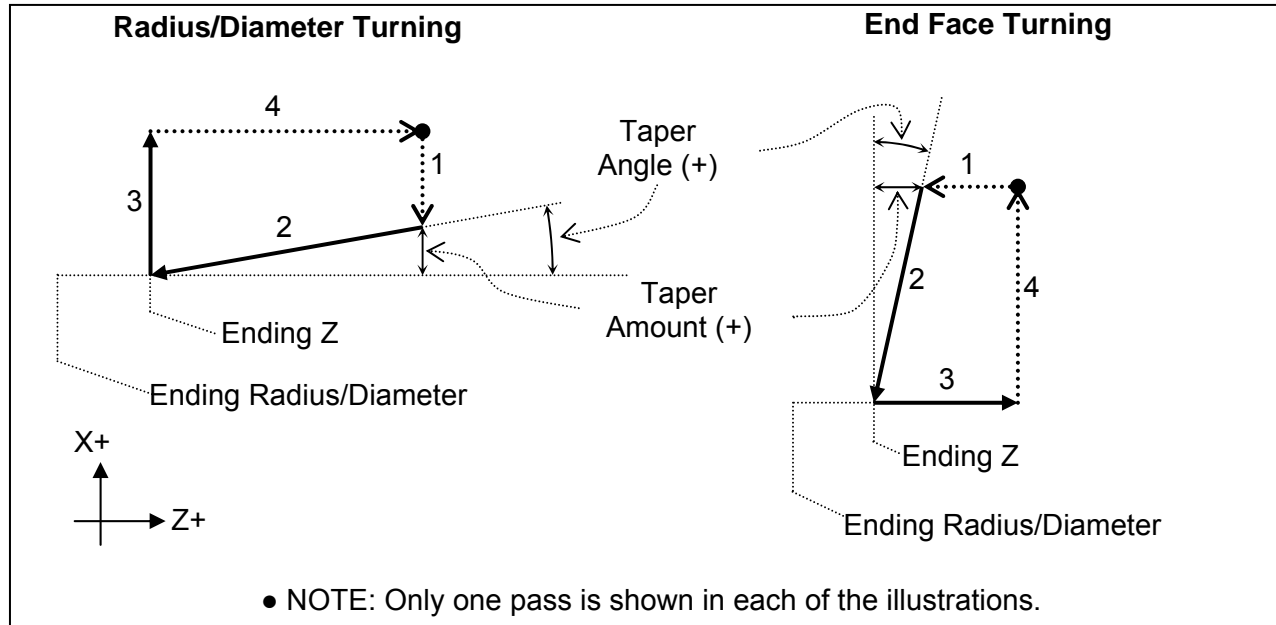 Radius/Diameter Turning
End Face Turning
4
1
3
2
Taper
Angle (+)
Taper
Amount (+)
Ending Z
Ending Radius/Diameter
X+
Z+
1
2
4
3
Ending Z
Ending Radius/Diameter
● NOTE: Only one pass is shown in each of the illustrations.